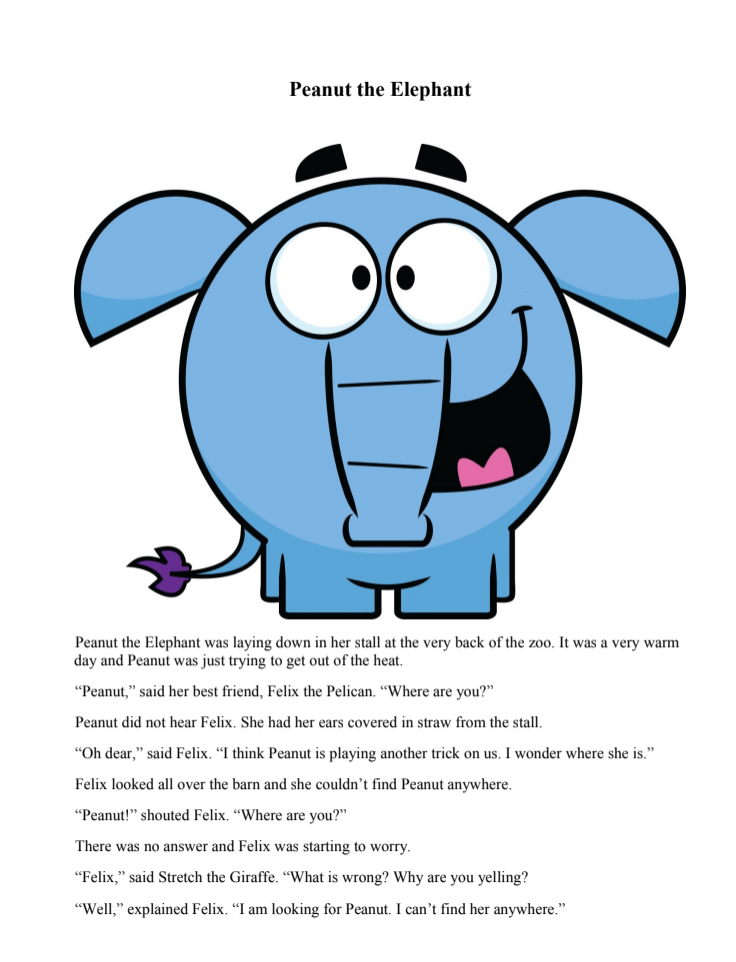 Peanut the Elephant
Peanut the Elephant was laying down in her stall at the very back of the zoo. It was a very warm
day and Peanut was just trying to get out of the heat.
“Peanut,” said her best friend, Felix the Pelican. “Where are you?”
Peanut did not hear Felix. She had her ears covered in straw from the stall.
“Oh dear,” said Felix. “I think Peanut is playing another trick on us. I wonder where she is.”
Felix looked all over the barn and she couldn’t find Peanut anywhere.
“Peanut!” shouted Felix. “Where are you?”
There was no answer and Felix was starting to worry.
“Felix,” said Stretch the Giraffe. “What is wrong? Why are you yelling?
“Well,” explained Felix. “I am looking for Peanut. I can’t find her anywhere.”